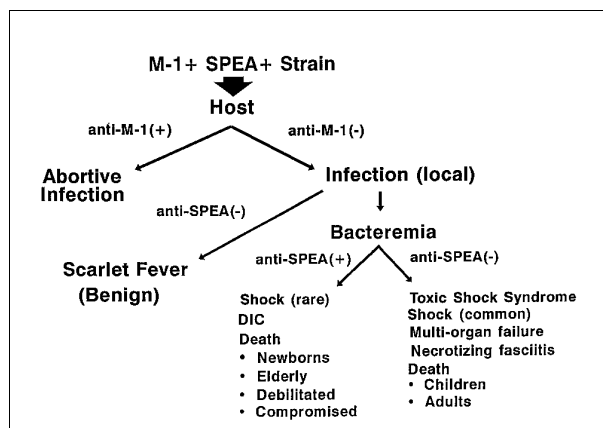 M-1+ SPEA+ Strain
Host
anti-M-1(+)
anti-M-1(-)
Abortive
Infection
Infection (local)
anti-SPEA(-)
Bacteremia
anti-SPEA(+)
anti-SPEA(-)
Scarlet Fever
(Benign)
Shock (rare)
DIC
Death
• Newborns
• Elderly
• Debilitated
• Compromised
Toxic Shock Syndrome
Shock (common)
Multi-organ failure
Necrotizing fasciitis
Death
• Children
• Adults